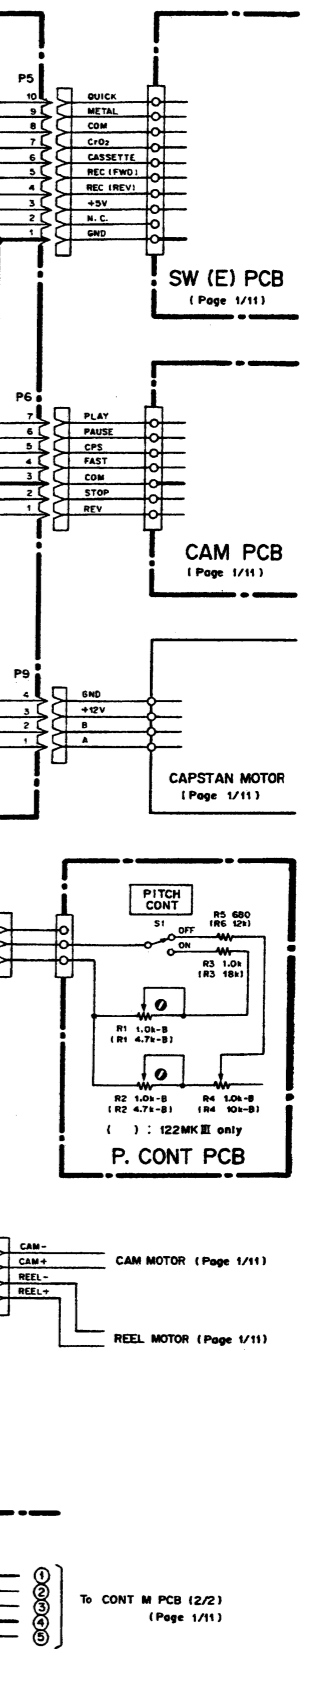 P5
10 QUICK
9 METAL
8 COM
7 CrO₂
6 CASSETTE
5 REC (FWD)
4 REC (REV)
3 +5V
2 N.C.
1 GND
SW (E) PCB
(Page 1/11)
P6
7 PLAY
6 PAUSE
5 CPS
4 FAST
3 COM
2 STOP
1 REV
CAM PCB
(Page 1/11)
P9
4 GND
3 +12V
2 B
1 A
CAPSTAN MOTOR
(Page 1/11)
PITCH
CONT
S1
OFF
ON
R5 680
(R6 12k)
R3 1.0k
(R3 18k)
R1 1.0k-B
(R1 4.7k-B)
R2 1.0k-B
(R2 4.7k-B)
R4 1.0k-B
(R4 10k-B)
( ) : 122MKIII only
P. CONT PCB
CAM-
CAM+
REEL-
REEL+
CAM MOTOR (Page 1/11)
REEL MOTOR (Page 1/11)
①
②
③
④
⑤
To CONT M PCB (2/2)
(Page 1/11)